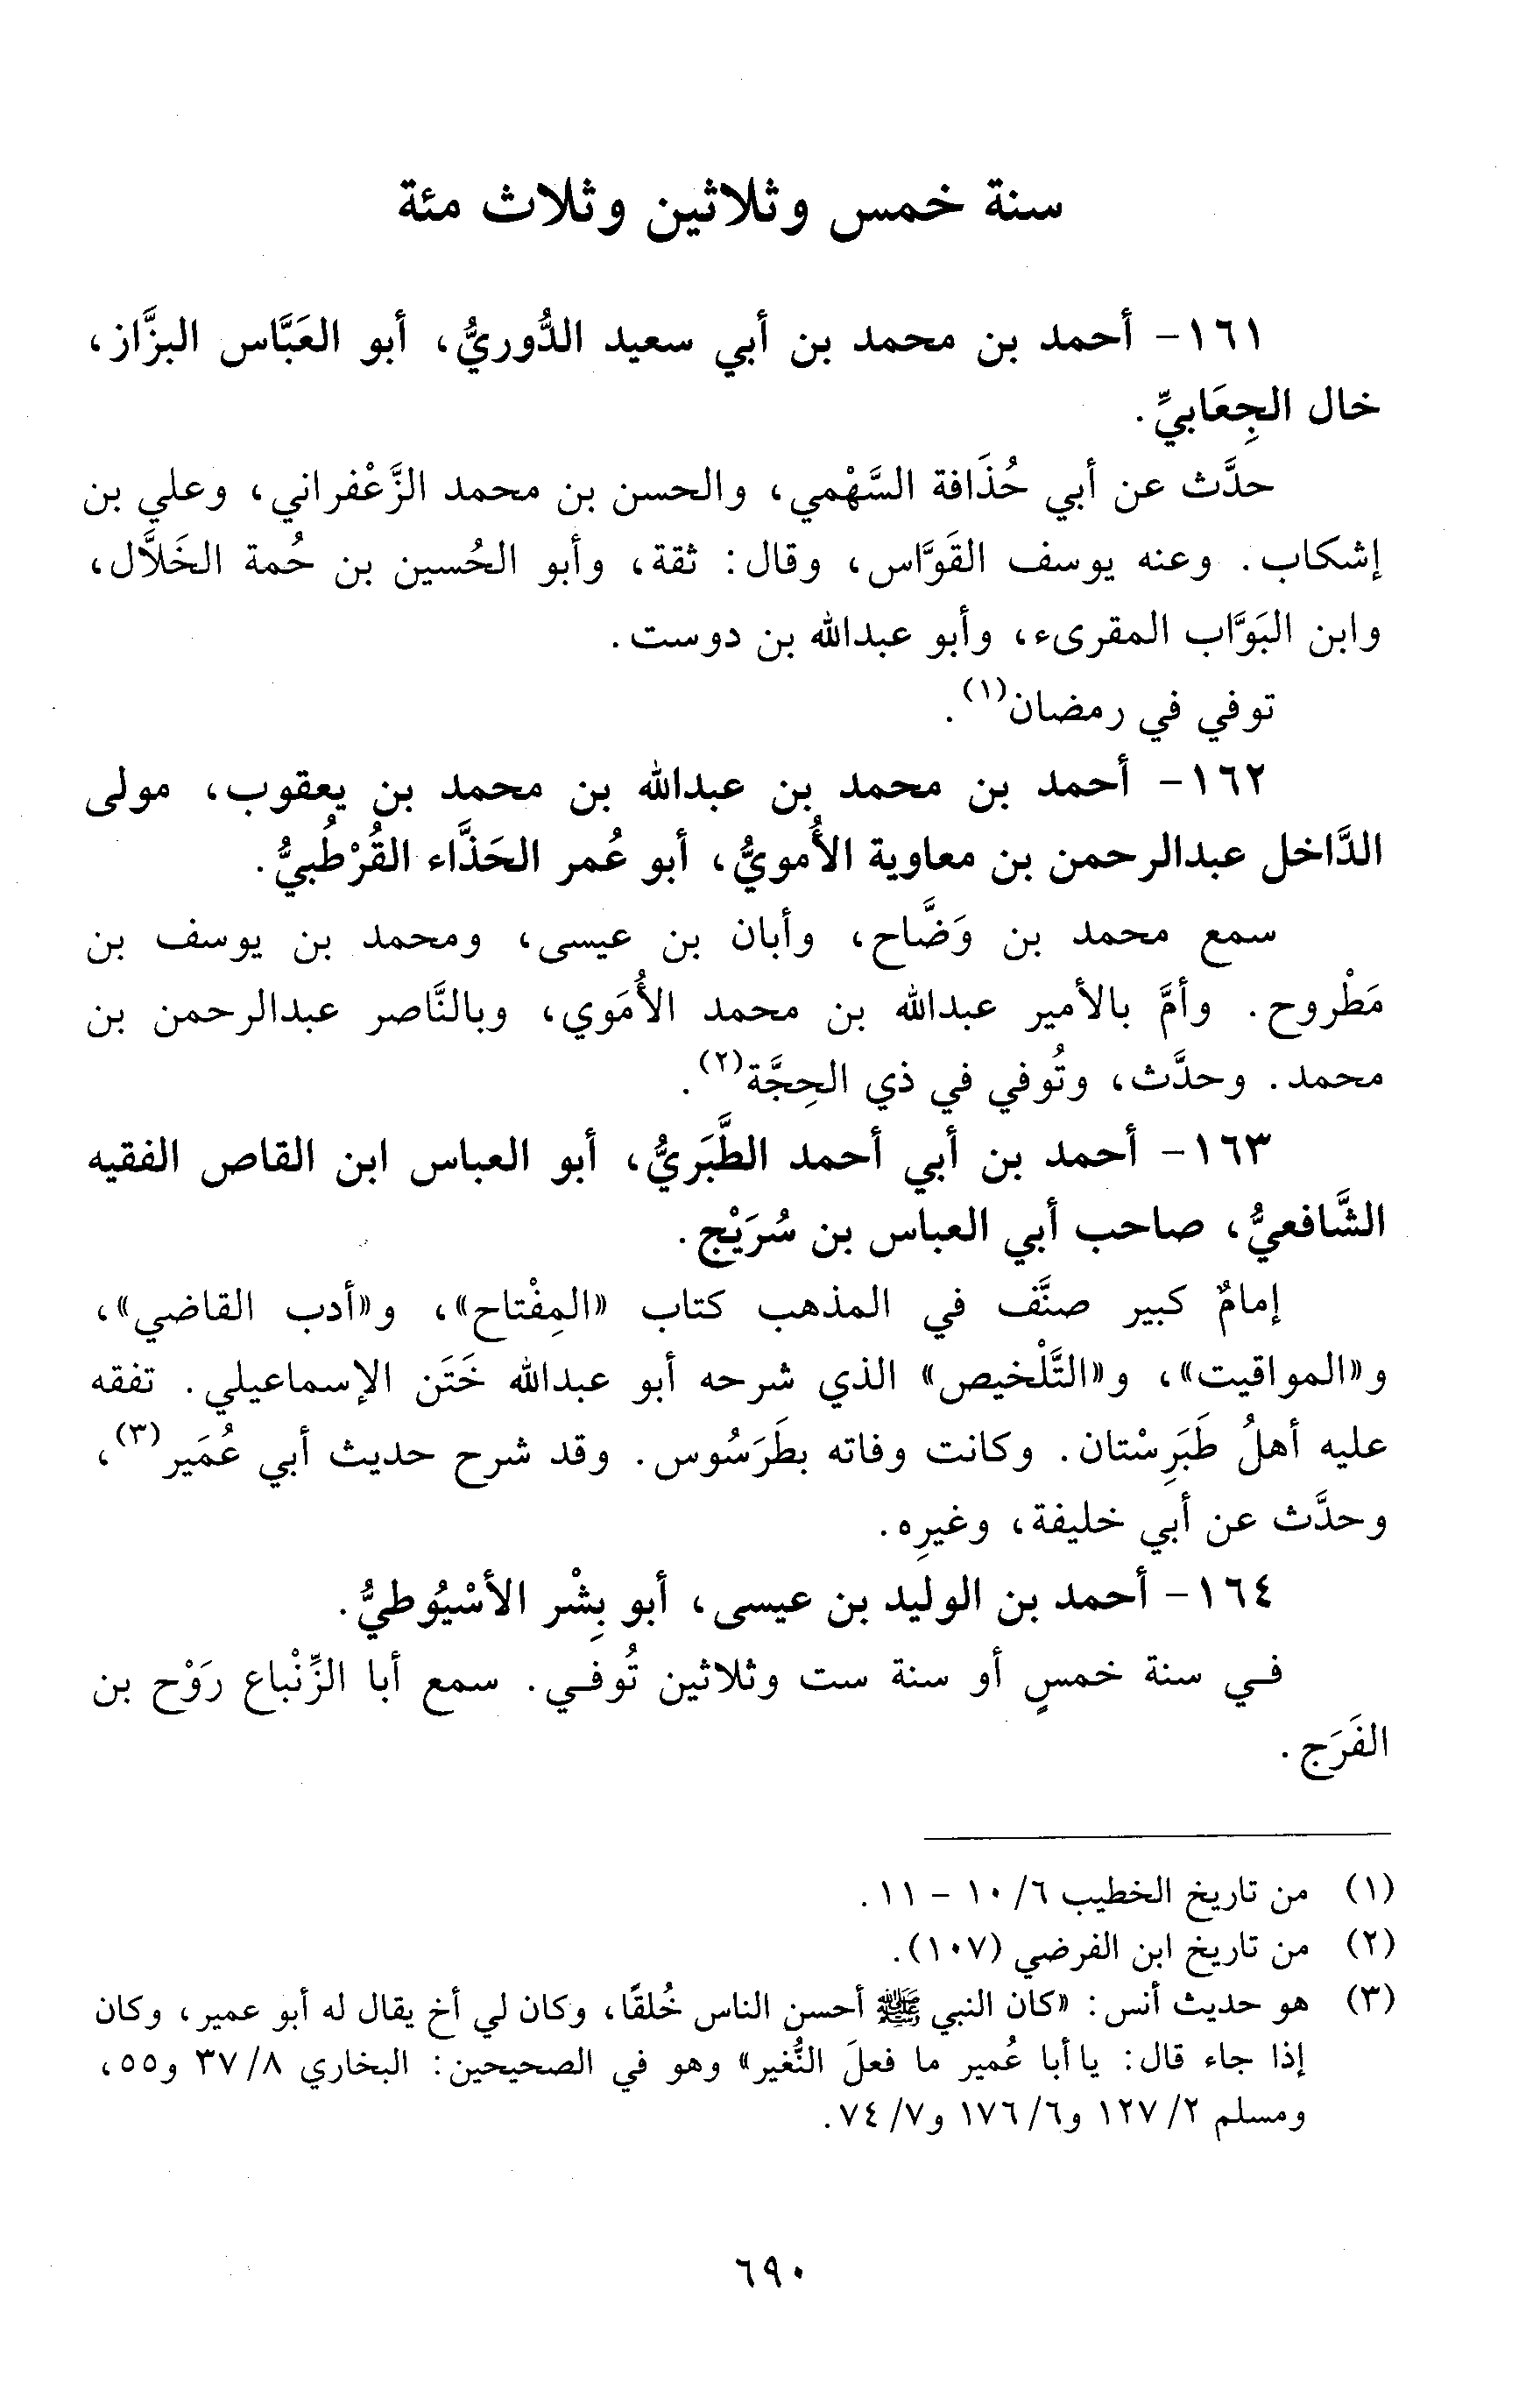 سنة خمس وثلاثين وثلاث مئة
١٦١- أحمد بن محمد بن أبي سعيد الدُّوريُّ، أبو العَبَّاس البزَّاز،
خال الجِعَابيِّ.
حدَّث عن أبي حُذَافة السَّهْمي، والحسن بن محمد الزَّعْفراني، وعلي بن
إشكاب. وعنه يوسف القَوَّاس، وقال: ثقة، وأبو الحُسين بن حُمة الخَلاَّل،
وابن البَوَّاب المقرىء، وأبو عبدالله بن دوست.
توفي في رمضان(١).
١٦٢- أحمد بن محمد بن عبدالله بن محمد بن يعقوب، مولى
الدَّاخل عبدالرحمن بن معاوية الأُمويُّ، أبو عُمر الحَذَّاء القُرْطُبيُّ.
سمع محمد بن وَضَّاح، وأبان بن عيسى، ومحمد بن يوسف بن
مَطْروح. وأمَّ بالأمير عبدالله بن محمد الأُمَوي، وبالنَّاصر عبدالرحمن بن
محمد. وحدَّث، وتُوفي في ذي الحِجَّة(٢).
١٦٣- أحمد بن أبي أحمد الطَّبَريُّ، أبو العباس ابن القاص الفقيه
الشَّافعيُّ، صاحب أبي العباس بن سُرَيْج.
إمامٌ كبير صنَّف في المذهب كتاب «المِفْتاح»، و«أدب القاضي»،
و«المواقيت»، و«التَّلْخيص» الذي شرحه أبو عبدالله خَتَن الإسماعيلي. تفقه
عليه أهلُ طَبَرِسْتان. وكانت وفاته بطَرَسُوس. وقد شرح حديث أبي عُمَير(٣)،
وحدَّث عن أبي خليفة، وغيرِه.
١٦٤- أحمد بن الوليد بن عيسى، أبو بِشْر الأسْيُوطيُّ.
فـي سنة خمسٍ أو سنة ست وثلاثين تُوفـي. سمع أبا الزِّنْباع رَوْح بن
الفَرَج.
(١) من تاريخ الخطيب ٦/ ١٠ - ١١.
(٢) من تاريخ ابن الفرضي (١٠٧).
(٣) هو حديث أنس: «كان النبي ﷺ أحسن الناس خُلقًا، وكان لي أخ يقال له أبو عمير، وكان
إذا جاء قال: يا أبا عُمير ما فعلَ النُّغير» وهو في الصحيحين: البخاري ٨/ ٣٧ و٥٥،
ومسلم ٢/ ١٢٧ و٦/ ١٧٦ و٧/ ٧٤.
٦٩٠